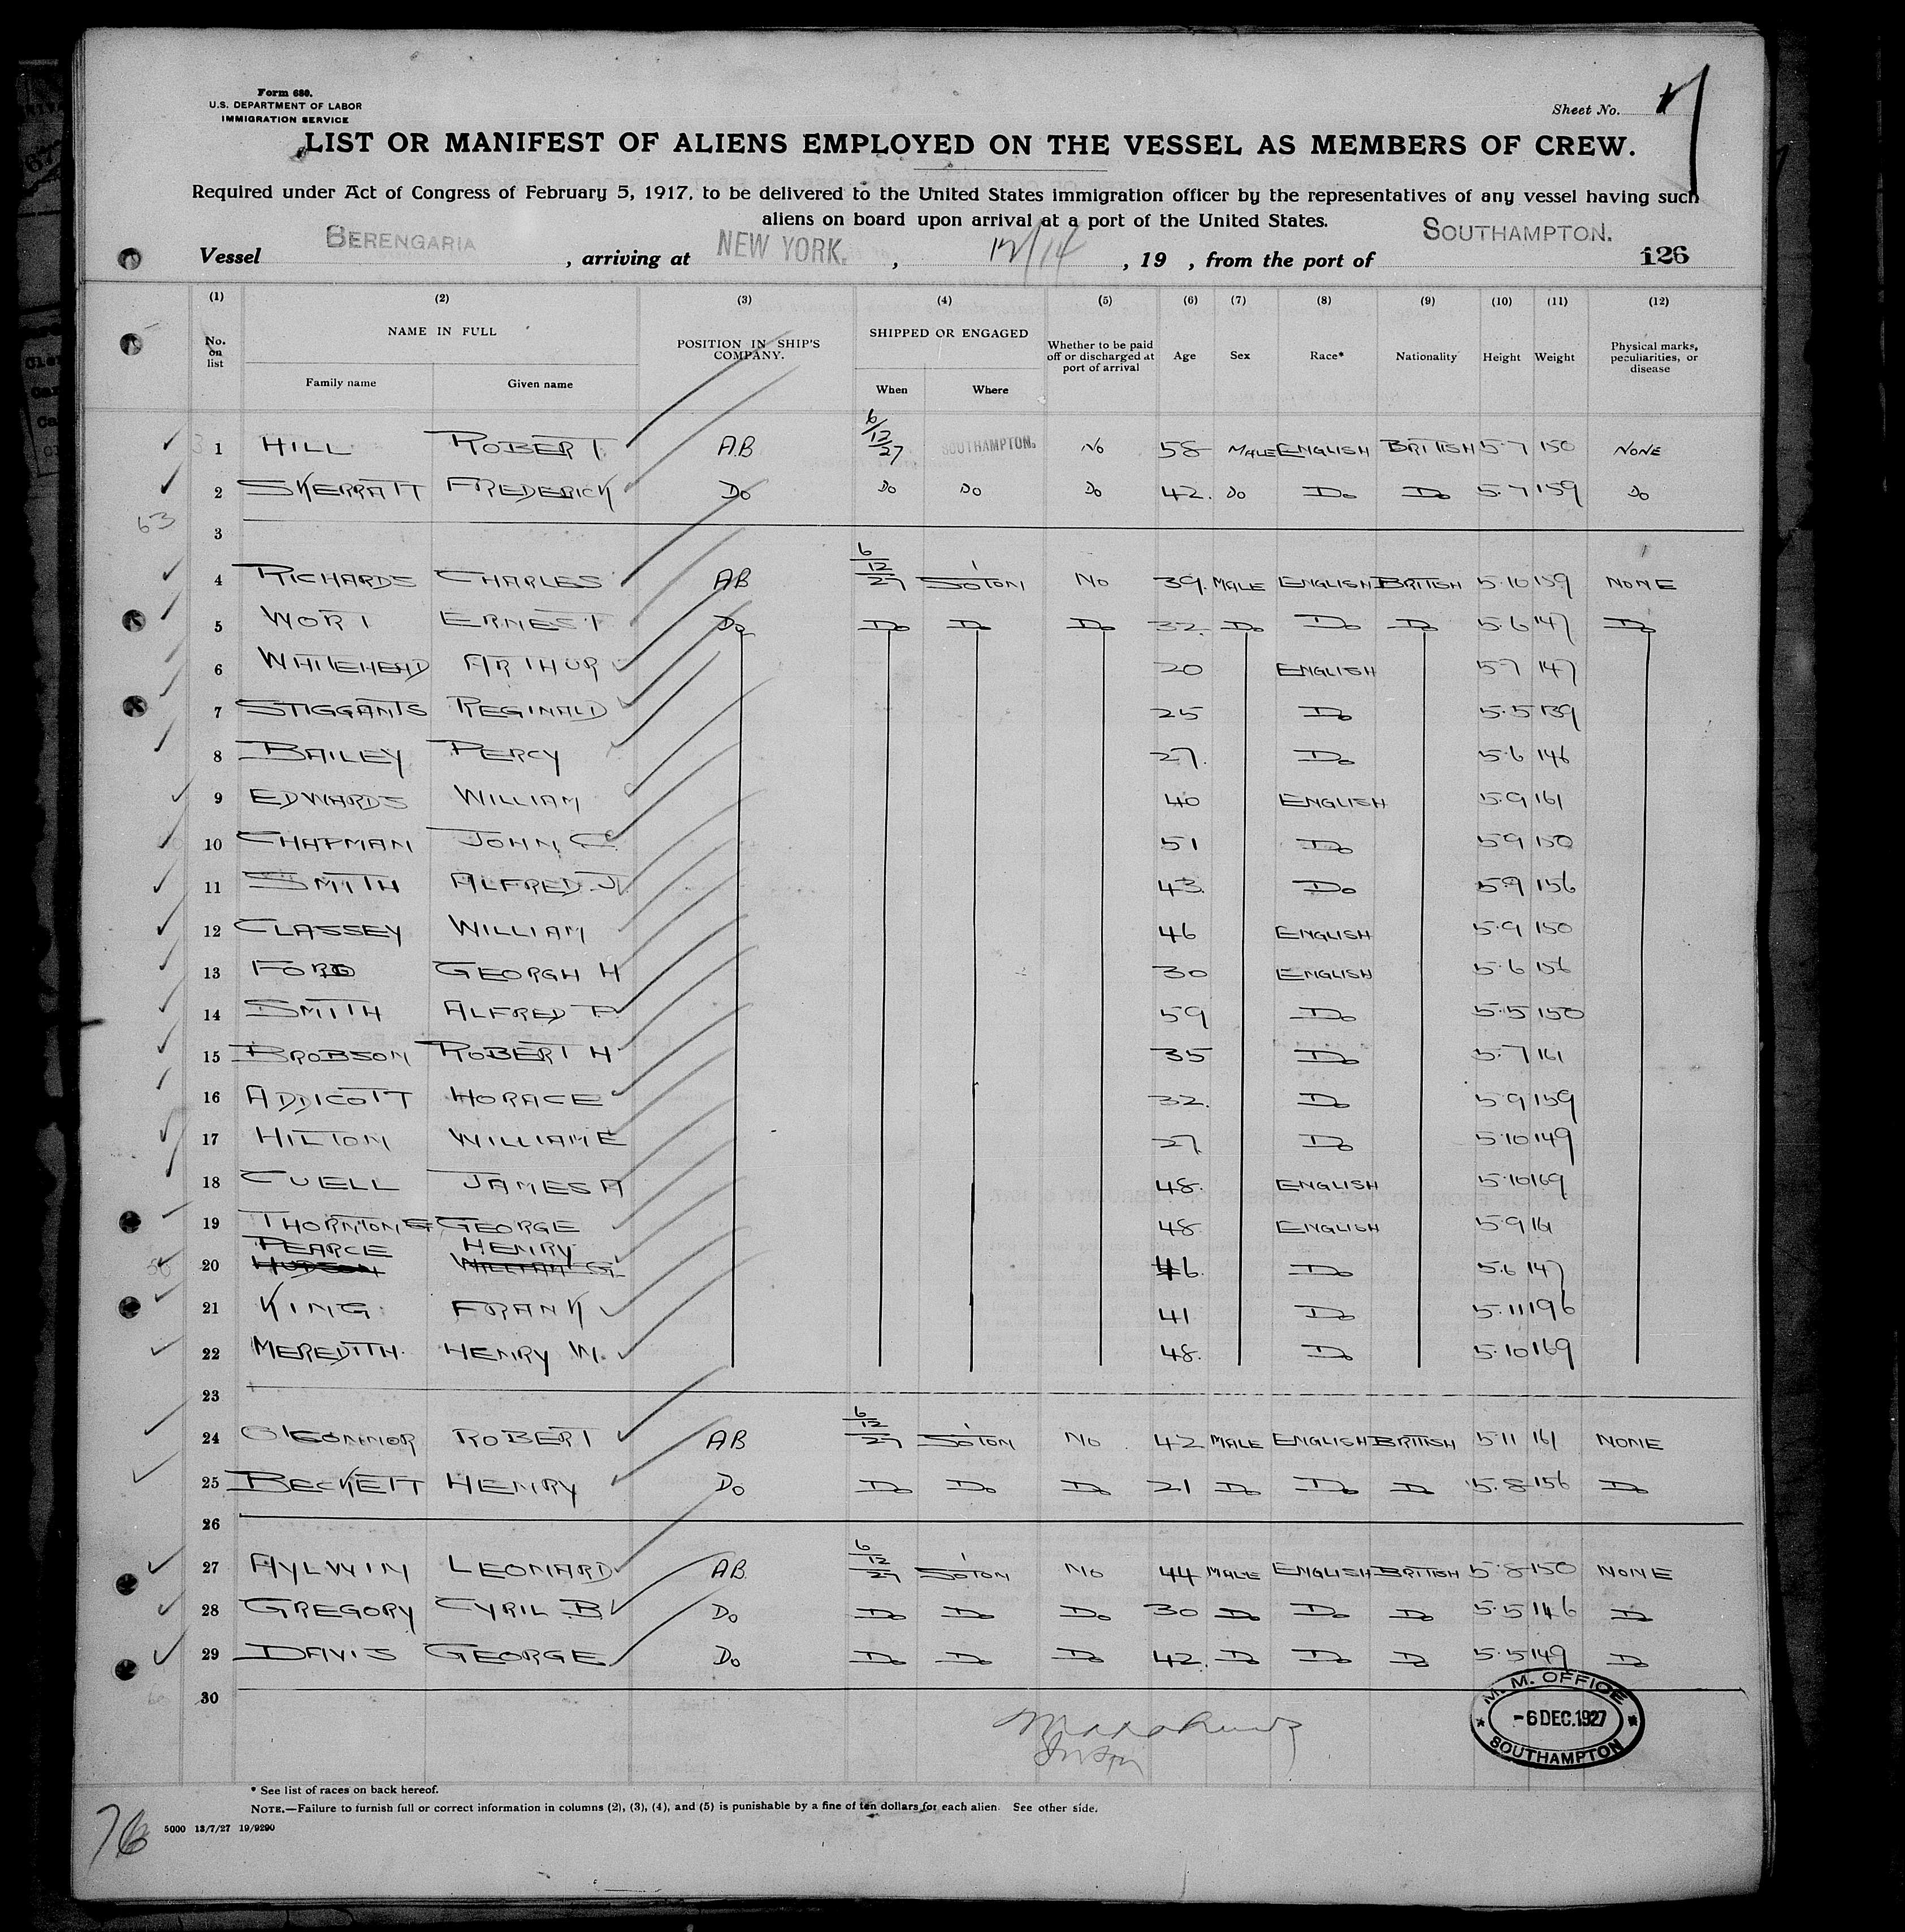 Form 680.
U.S. DEPARTMENT OF LABOR
IMMIGRATION SERVICE
Sheet No.
LIST OR MANIFEST OF ALIENS EMPLOYED ON THE VESSEL AS MEMBERS OF CREW.
Required under Act of Congress of February 5, 1917, to be delivered to the United States immigration officer by the representatives of any vessel having such
aliens on board upon arrival at a port of the United States.
Vessel BERENGARIA, arriving at NEW YORK., 12/14, 19 , from the port of SOUTHAMPTON. 126
(1) (2) (3) (4) (5) (6) (7) (8) (9) (10) (11) (12)
No. on list NAME IN FULL POSITION IN SHIP'S COMPANY. SHIPPED OR ENGAGED Whether to be paid off or discharged at port of arrival Age Sex Race* Nationality Height Weight Physical marks, peculiarities, or disease
Family name Given name When Where
1 HILL ROBERT AB 6/12/27 SOUTHAMPTON. NO 58 MALE ENGLISH BRITISH 5.7 150 NONE
2 SKERRATT FREDERICK DO DO DO DO 42. DO DO DO 5.7 159 DO
63
3
4 RICHARDS CHARLES AB 6/12/27 SO'TON NO 39. MALE ENGLISH BRITISH 5.10 159 NONE
5 WORT ERNEST DO DO DO DO 32. DO DO DO 5.6 147 DO
6 WHITEHEAD ARTHUR 20 ENGLISH 5.7 147
7 STIGGANTS REGINALD 25 DO 5.5 139
8 BAILEY PERCY 27. DO 5.6 146
9 EDWARDS WILLIAM 40 ENGLISH 5.9 161
10 CHAPMAN JOHN C. 51 DO 5.9 150
11 SMITH ALFRED.J 43. DO 5.9 156
12 CLASSEY WILLIAM 46 ENGLISH 5.9 150
13 FORD GEORGH H 30 ENGLISH 5.6 156
14 SMITH ALFRED P. 59 DO 5.5 150
15 BROBSON ROBERT H 35 DO 5.7 161
16 ADDICOTT HORACE 32. DO 5.9 159
17 HILTON WILLIAM E 27 DO 5.10 149
18 CUELL JAMES A 48. ENGLISH 5.10 169
19 THORNTON GEORGE 48 ENGLISH 5.9 161
PEARCE HENRY
20 HUDSON WILLIAM G. 46. DO 5.6 147
21 KING FRANK 41 DO 5.11 196
22 MEREDITH HENRY W. 48. DO 5.10 169
23
24 O'CONNOR ROBERT AB 6/12/27 SO'TON NO. 42 MALE ENGLISH BRITISH 5.11 161 NONE
25 BECKETT HENRY DO DO DO DO 21 DO DO DO 5.8 156 DO
26
27 AYLWIN LEONARD AB. 6/12/27 SO'TON NO 44 MALE ENGLISH BRITISH 5.8 150 NONE
28 GREGORY CYRIL B DO DO DO DO 30 DO DO DO 5.5 146 DO
29 DAVIS GEORGE DO DO DO DO 42. DO DO DO 5.5 149 DO
30
M. M. OFFICE
-6 DEC.1927
SOUTHAMPTON
* See list of races on back hereof.
NOTE.—Failure to furnish full or correct information in columns (2), (3), (4), and (5) is punishable by a fine of ten dollars for each alien. See other side.
5000 13/7/27 19/9290
76